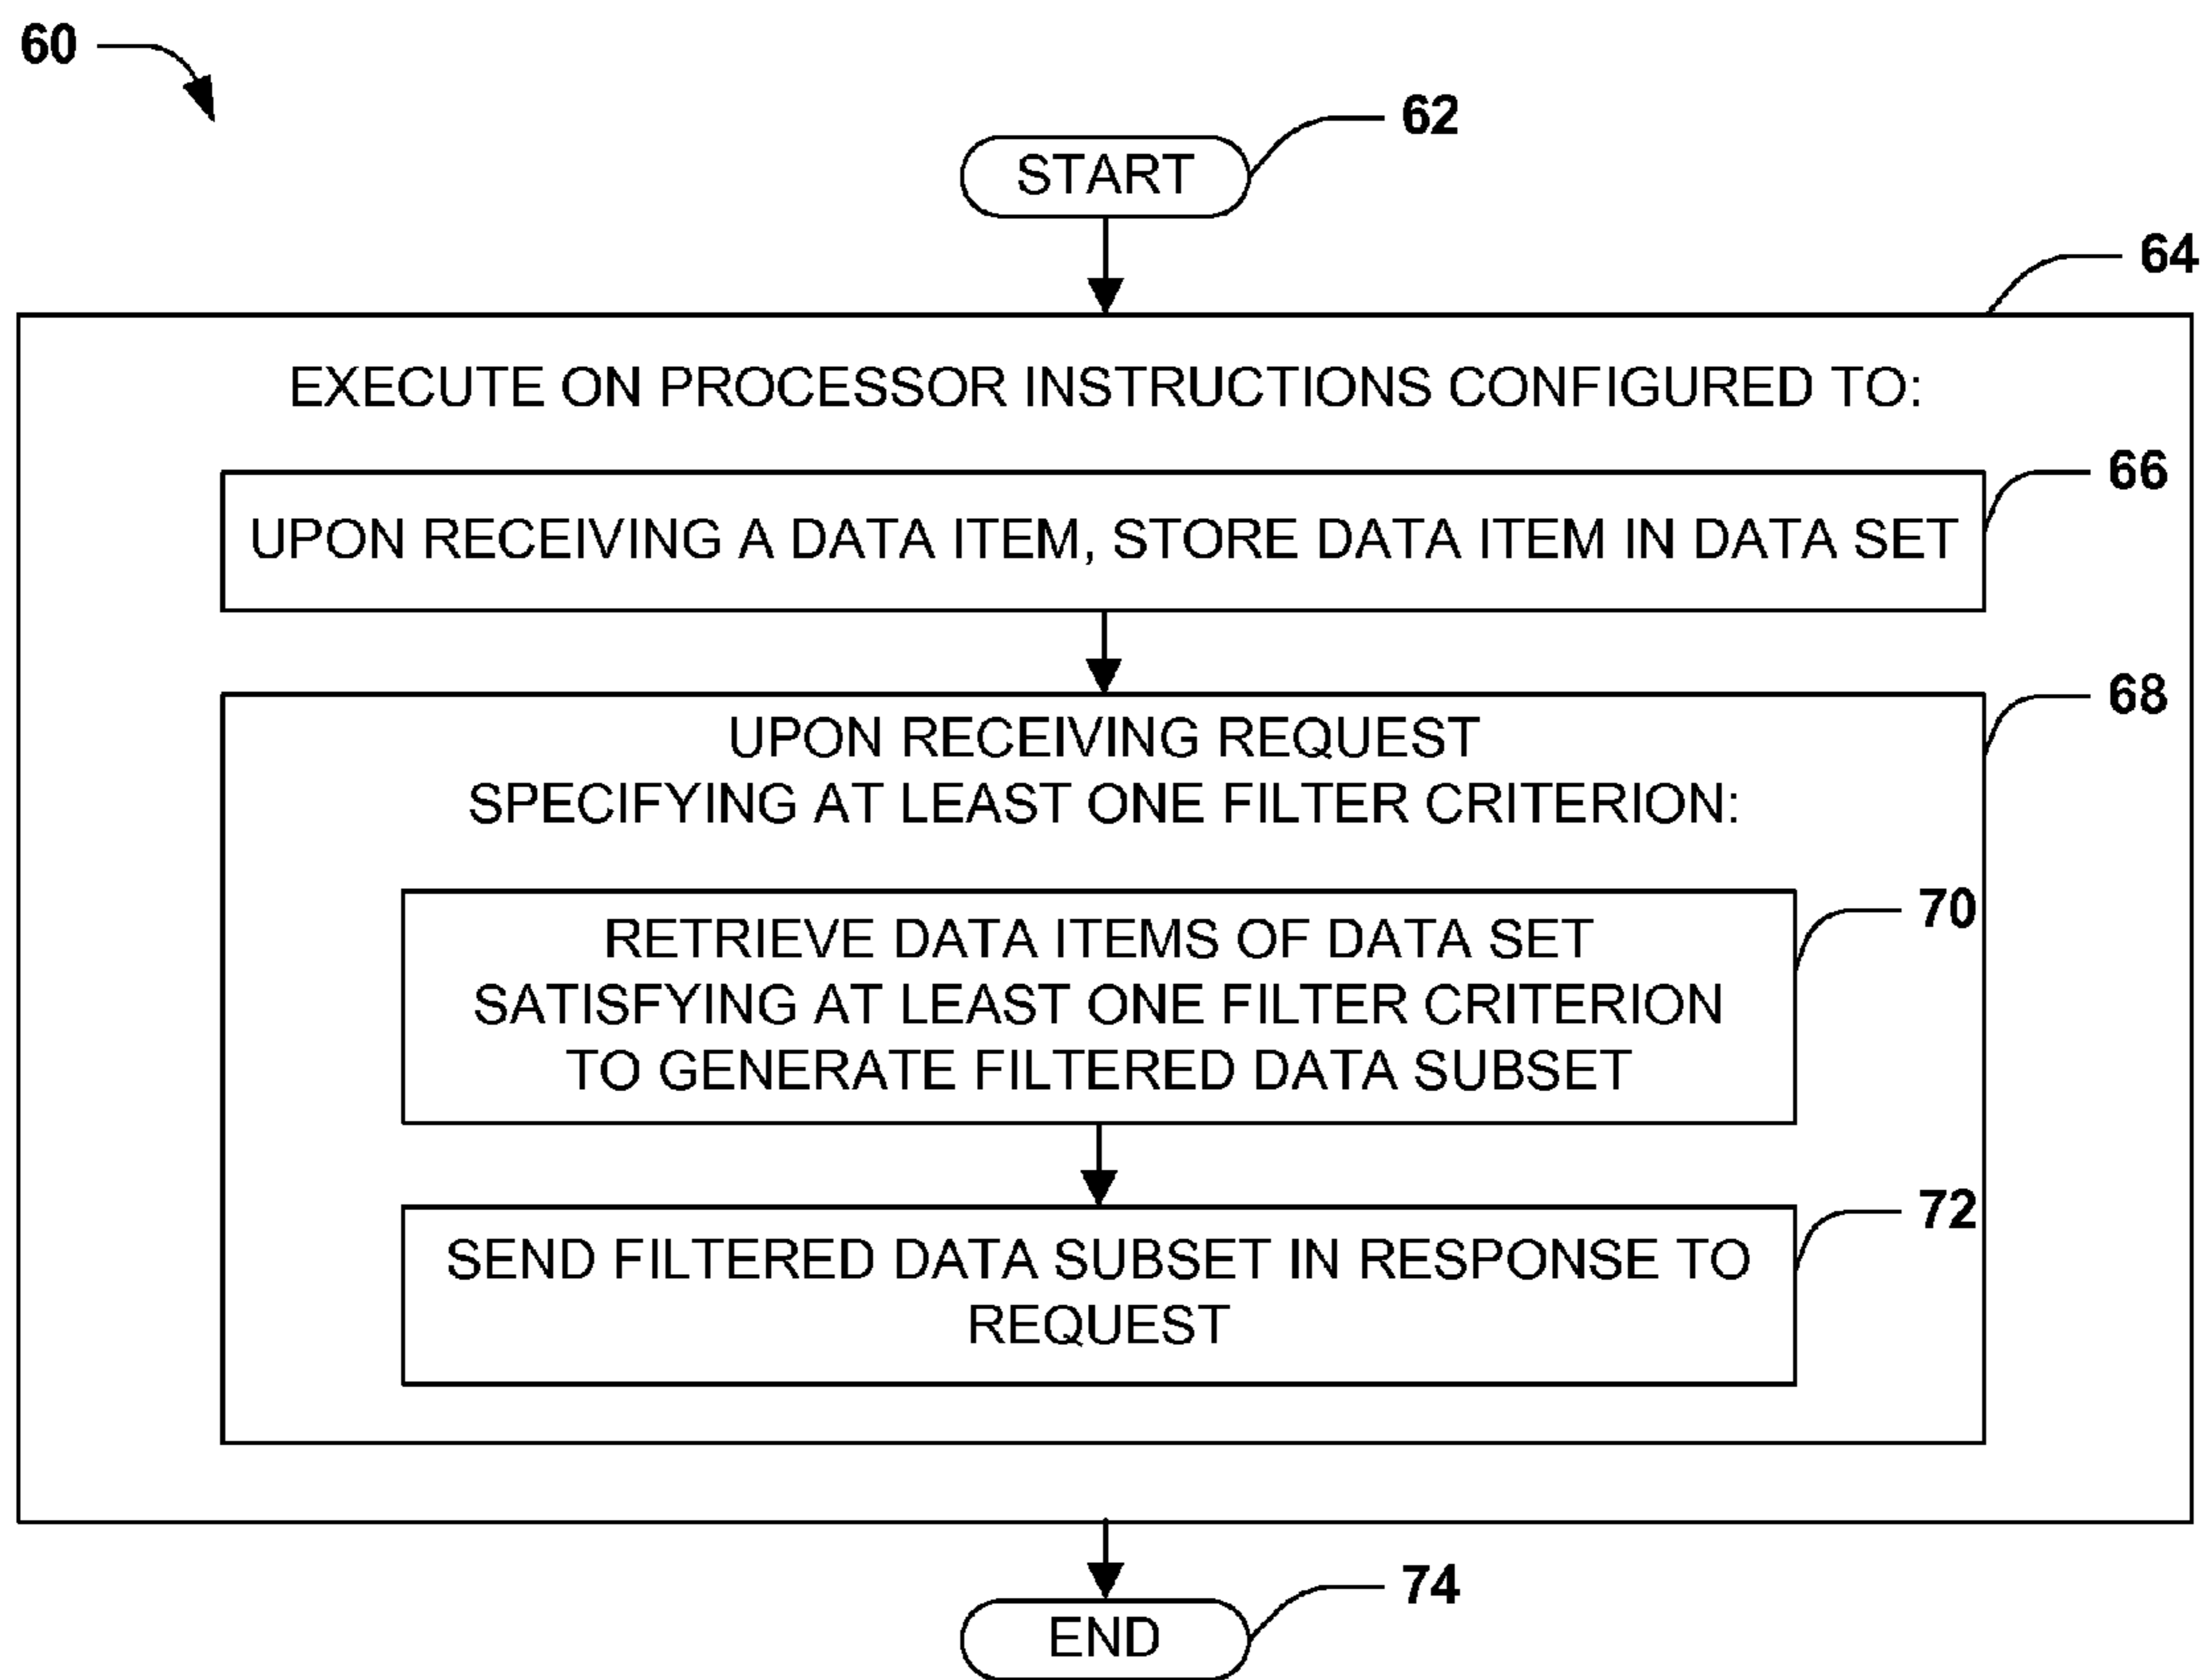 60
62
START
64
EXECUTE ON PROCESSOR INSTRUCTIONS CONFIGURED TO:
66
UPON RECEIVING A DATA ITEM, STORE DATA ITEM IN DATA SET
68
UPON RECEIVING REQUEST
SPECIFYING AT LEAST ONE FILTER CRITERION:
70
RETRIEVE DATA ITEMS OF DATA SET
SATISFYING AT LEAST ONE FILTER CRITERION
TO GENERATE FILTERED DATA SUBSET
72
SEND FILTERED DATA SUBSET IN RESPONSE TO
REQUEST
74
END